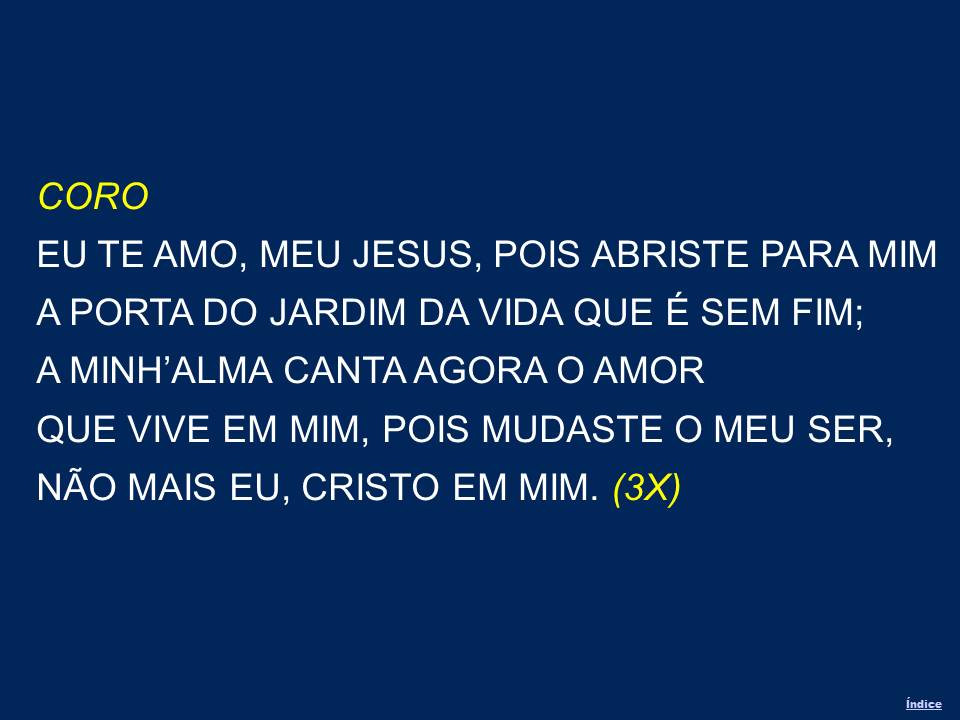 CORO
EU TE AMO, MEU JESUS, POIS ABRISTE PARA MIM
A PORTA DO JARDIM DA VIDA QUE É SEM FIM;
A MINH’ALMA CANTA AGORA O AMOR
QUE VIVE EM MIM, POIS MUDASTE O MEU SER,
NÃO MAIS EU, CRISTO EM MIM. (3X)
Índice